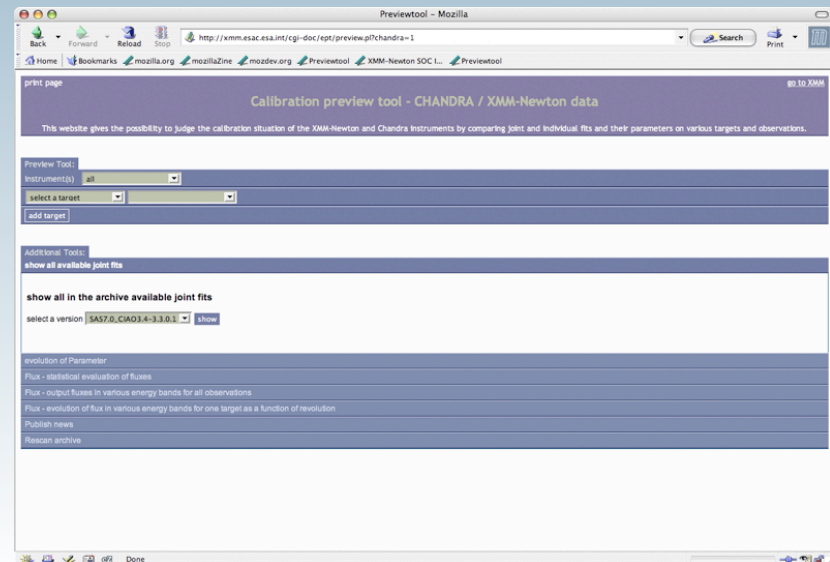 Previewtool - Mozilla
Back Forward Reload Stop http://xmm.esac.esa.int/cgi-doc/ept/preview.pl?chandra=1 Search Print
Home Bookmarks mozilla.org mozillaZine mozdev.org Previewtool XMM-Newton SOC I... Previewtool
print page go to XMM
Calibration preview tool - CHANDRA / XMM-Newton data
This website gives the possibility to judge the calibration situation of the XMM-Newton and Chandra instruments by comparing joint and individual fits and their parameters on various targets and observations.
Preview Tool:
Instrument(s) all
select a target
add target
Additional Tools:
show all available joint fits
show all in the archive available joint fits
select a version SAS7.0_CIAO3.4-3.3.0.1 show
evolution of Parameter
Flux - statistical evaluation of fluxes
Flux - output fluxes in various energy bands for all observations
Flux - evolution of flux in various energy bands for one target as a function of revolution
Publish news
Rescan archive
Done